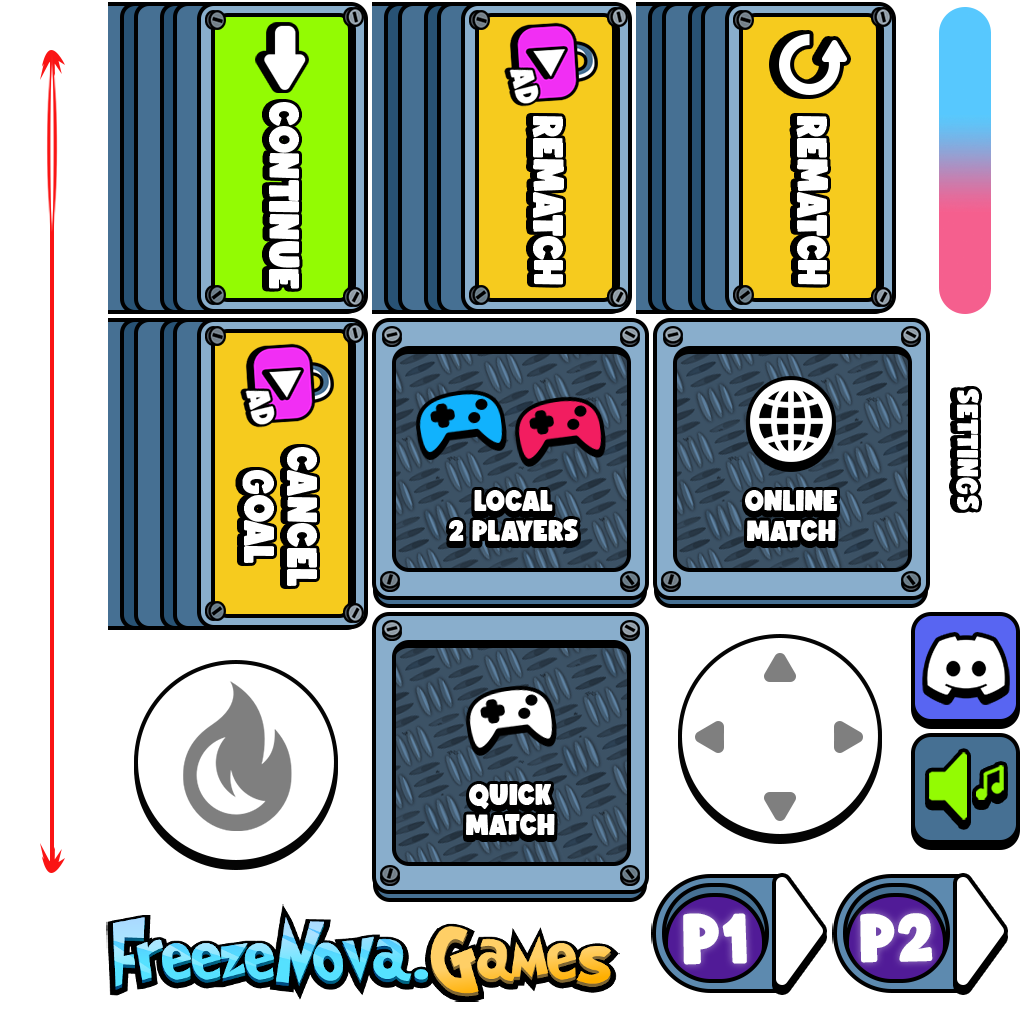 CONTINUE
AD
REMATCH
REMATCH
AD
CANCEL
GOAL
LOCAL
2 PLAYERS
ONLINE
MATCH
SETTINGS
QUICK
MATCH
P1
P2
FreezeNova.Games